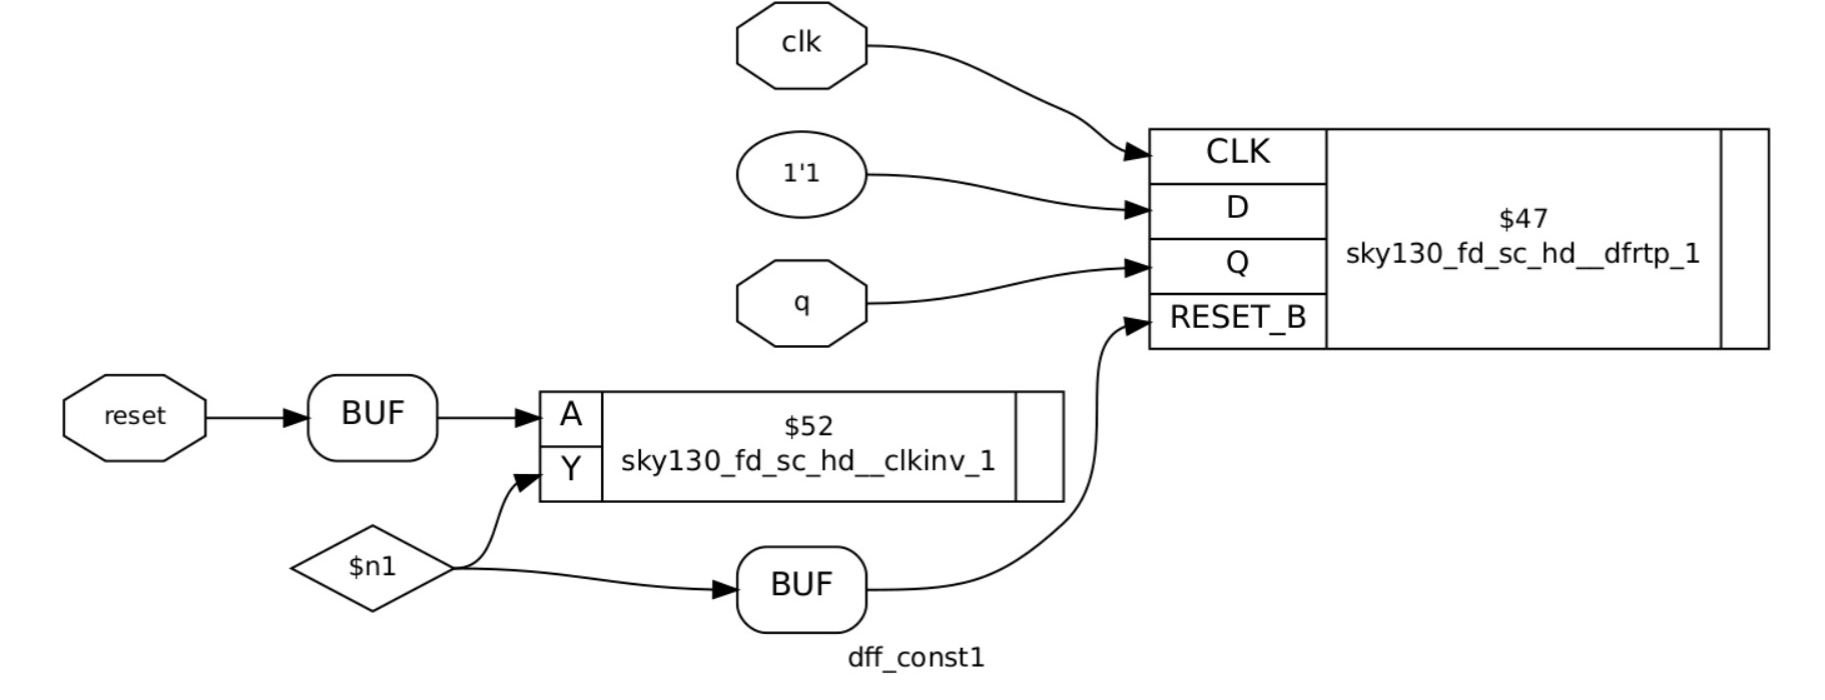 clk
1'1
q
CLK
D
Q
RESET_B
$47
sky130_fd_sc_hd__dfrtp_1
reset
BUF
A
Y
$52
sky130_fd_sc_hd__clkinv_1
$n1
BUF
dff_const1